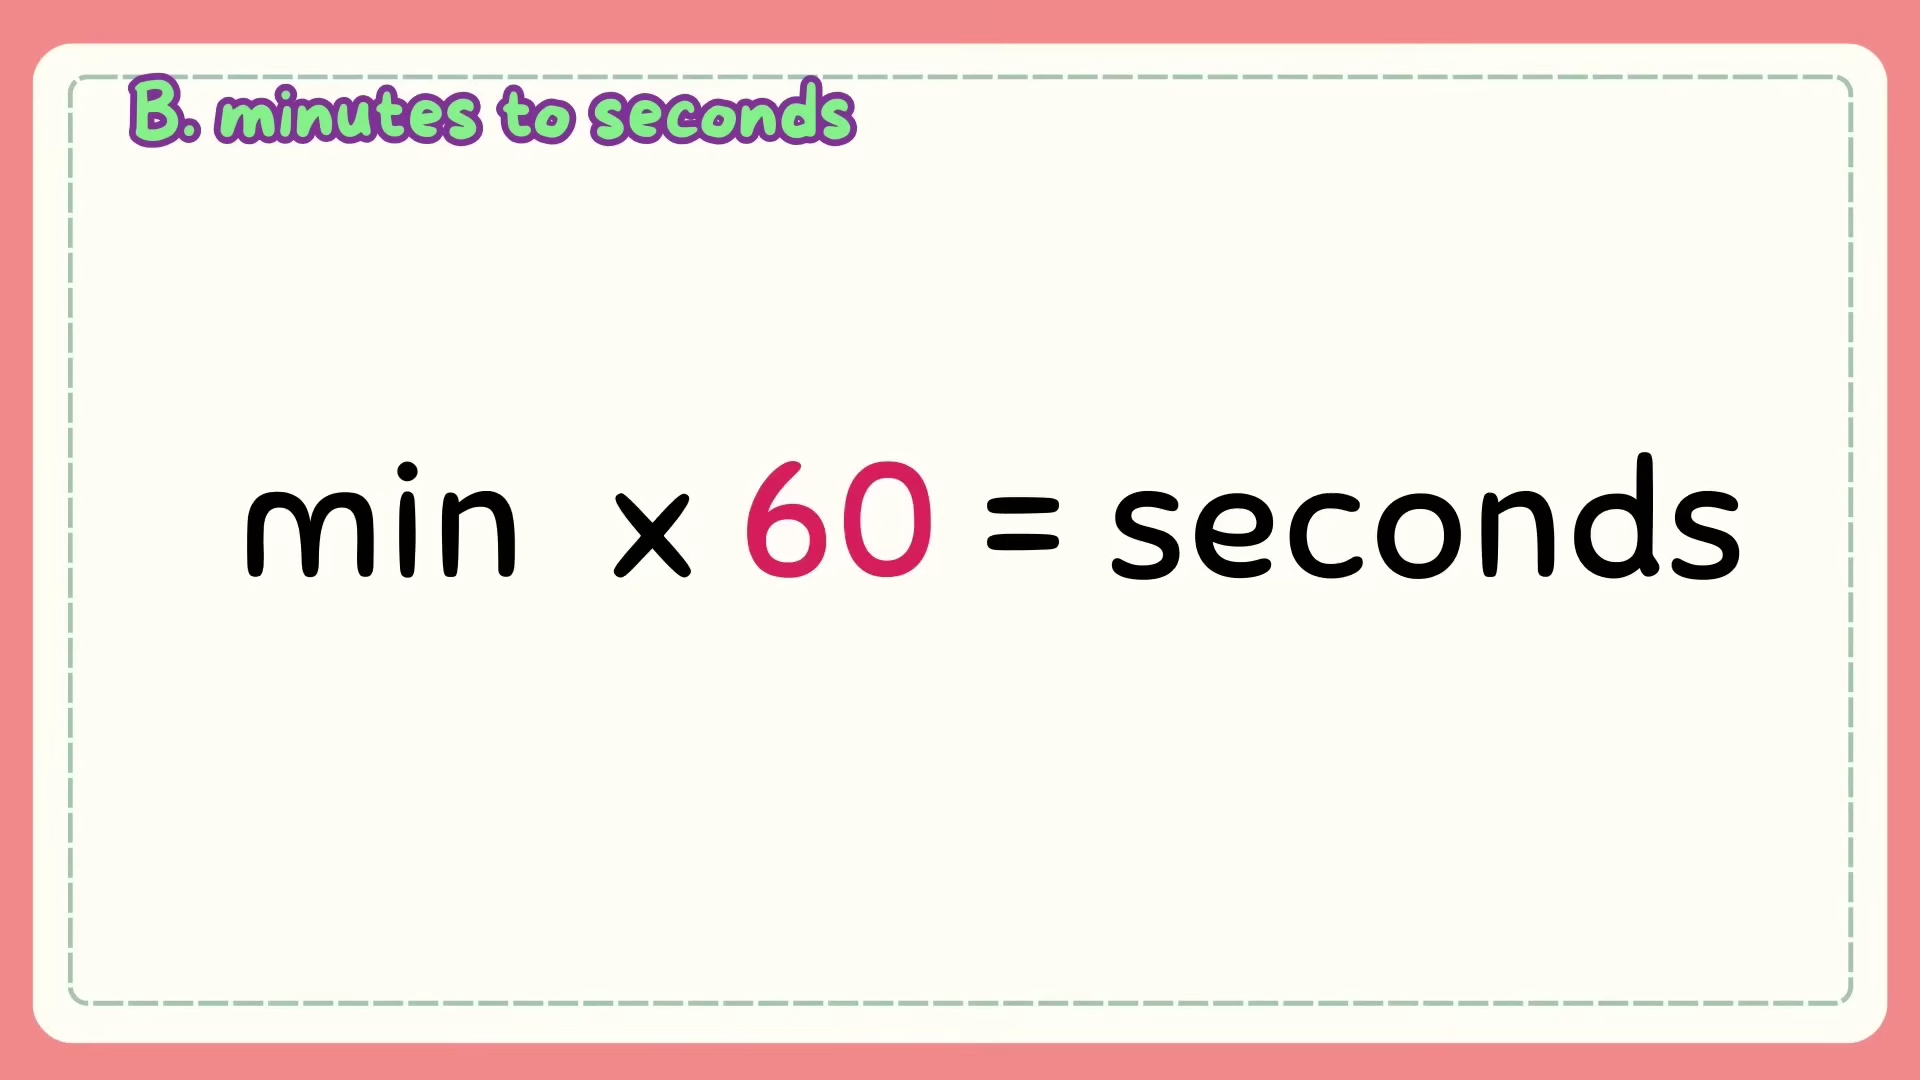 B. minutes to seconds
min x 60 = seconds